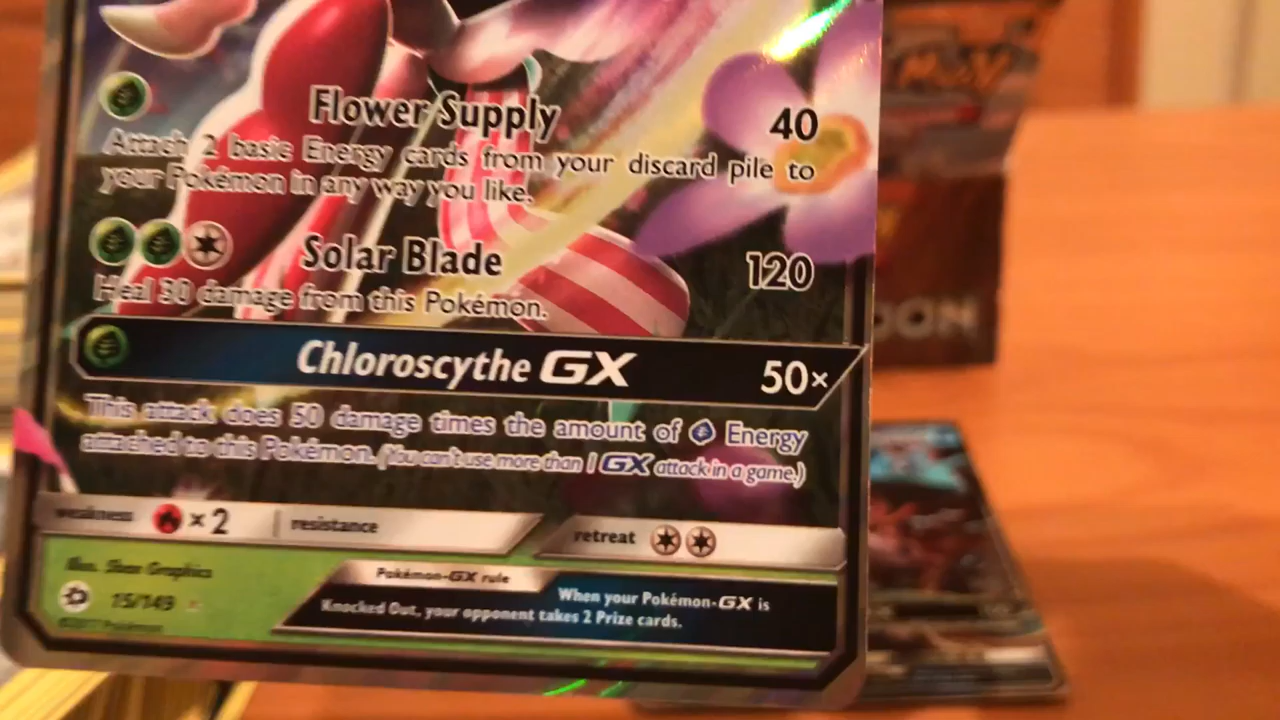 Flower Supply 40
Attach 2 basic Energy cards from your discard pile to
your Pokémon in any way you like.
Solar Blade 120
Heal 30 damage from this Pokémon.
Chloroscythe GX 50×
This attack does 50 damage times the amount of Energy
attached to this Pokémon. (You can't use more than 1 GX attack in a game.)
weakness ×2 resistance retreat
Illus. 5ban Graphics
Pokémon-GX rule
15/149
When your Pokémon-GX is
Knocked Out, your opponent takes 2 Prize cards.
©2017 Pokémon